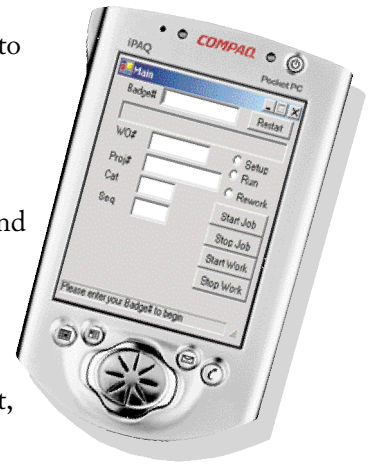 to
iPAQ COMPAQ
Pocket PC
Main
Badge#
Restart
WO#
Setup
Proj#
Run
Cat
Rework
Seq
Start Job
and
Stop Job
Start Work
Stop Work
Please enter your Badge# to begin
t,